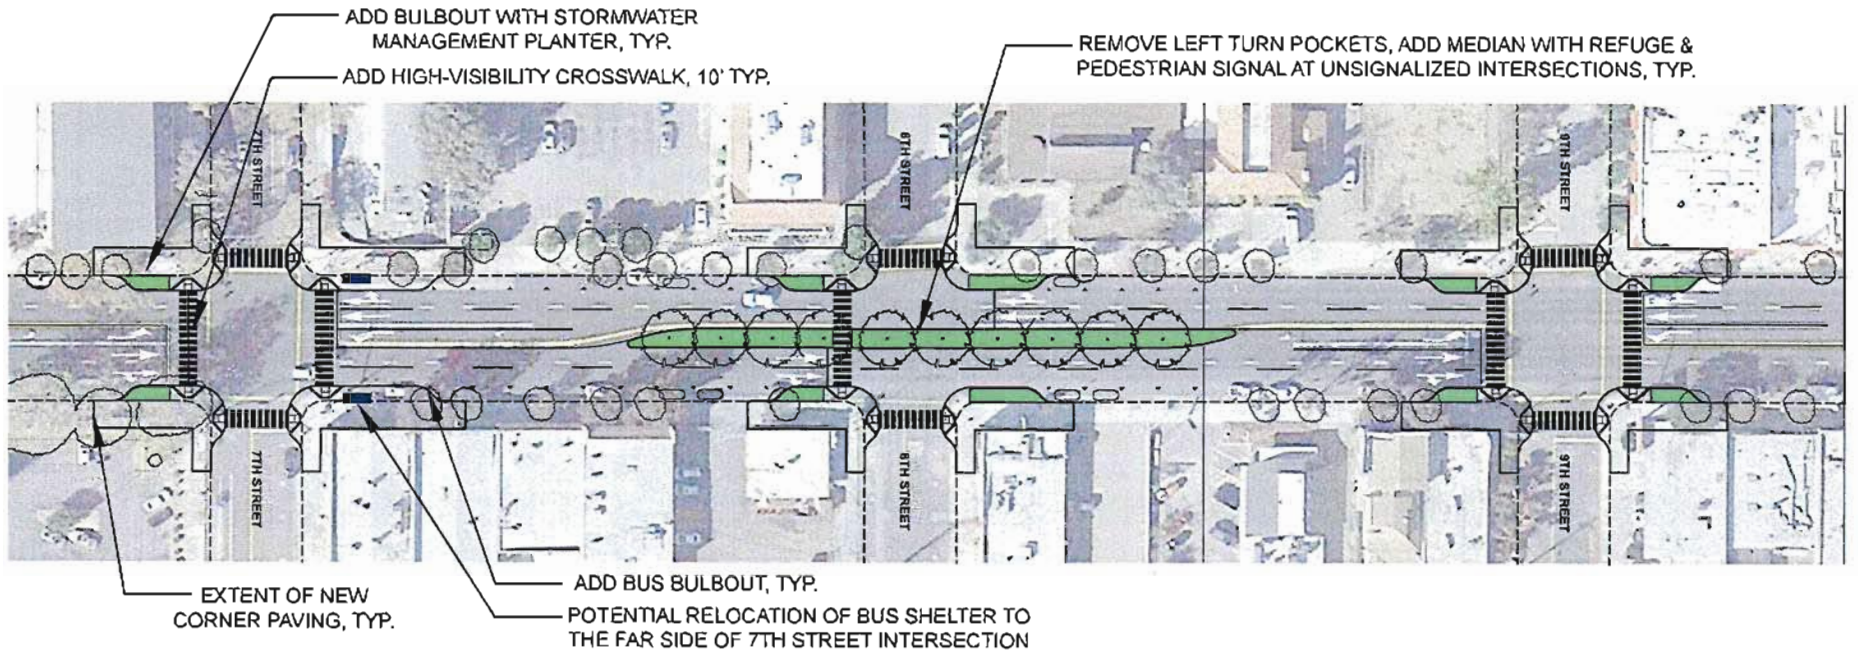 ADD BULBOUT WITH STORMWATER
MANAGEMENT PLANTER, TYP.
ADD HIGH-VISIBILITY CROSSWALK, 10' TYP.
REMOVE LEFT TURN POCKETS, ADD MEDIAN WITH REFUGE &
PEDESTRIAN SIGNAL AT UNSIGNALIZED INTERSECTIONS, TYP.
7TH STREET
8TH STREET
9TH STREET
7TH STREET
8TH STREET
9TH STREET
EXTENT OF NEW
CORNER PAVING, TYP.
ADD BUS BULBOUT, TYP.
POTENTIAL RELOCATION OF BUS SHELTER TO
THE FAR SIDE OF 7TH STREET INTERSECTION